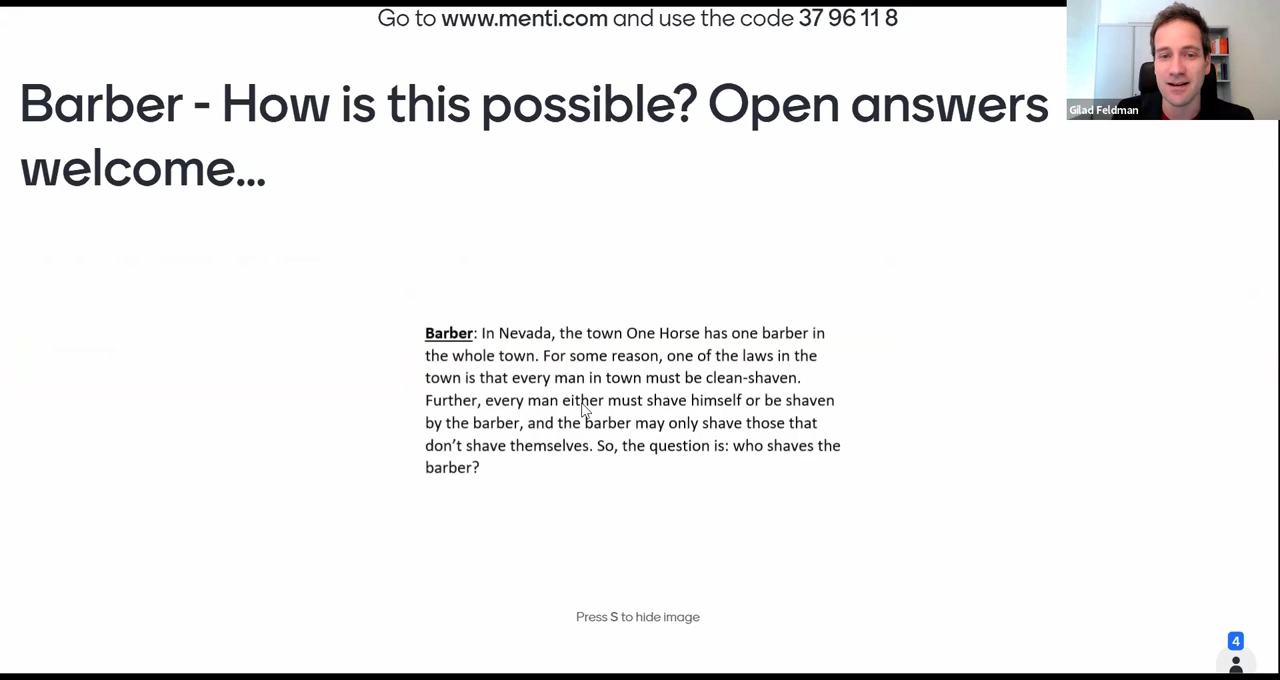 Go to www.menti.com and use the code 37 96 11 8
Barber - How is this possible? Open answers
welcome...
Gilad Feldman
Barber: In Nevada, the town One Horse has one barber in
the whole town. For some reason, one of the laws in the
town is that every man in town must be clean-shaven.
Further, every man either must shave himself or be shaven
by the barber, and the barber may only shave those that
don’t shave themselves. So, the question is: who shaves the
barber?
Press S to hide image
4